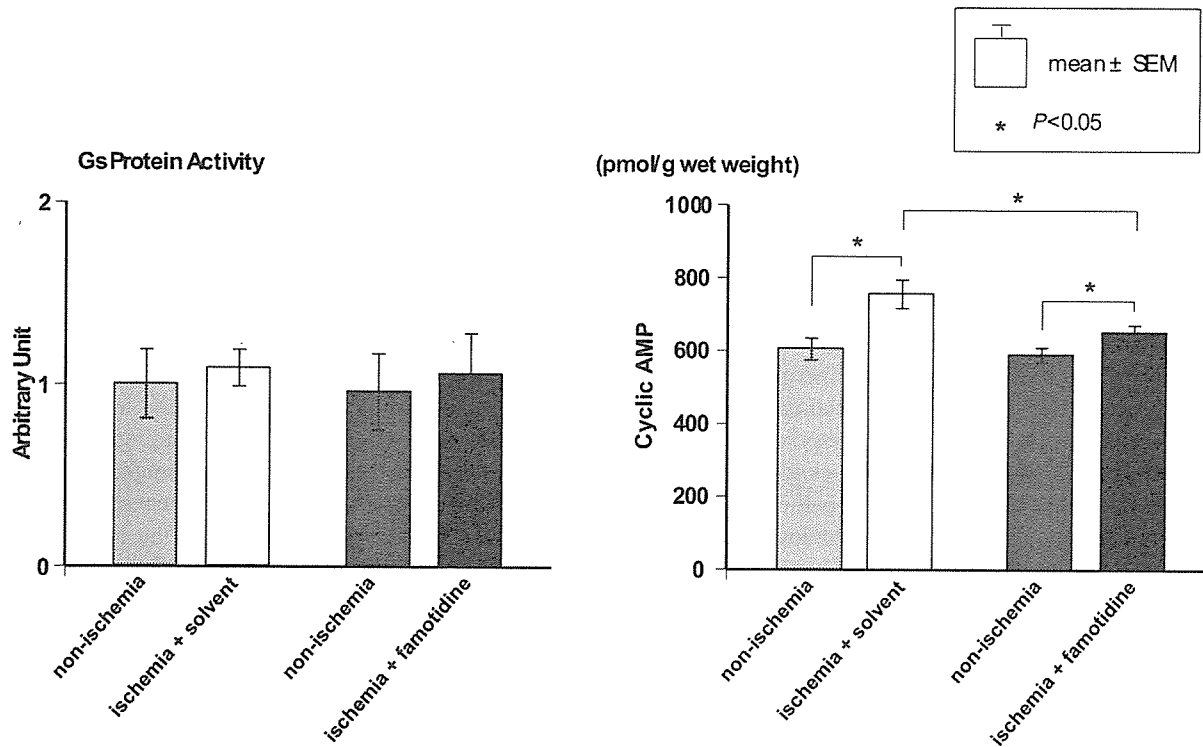 mean ± SEM
* P<0.05
Gs Protein Activity
2
1
0
Arbitrary Unit
non-ischemia
ischemia + solvent
non-ischemia
ischemia + famotidine
(pmol/g wet weight)
1000
800
600
400
200
0
Cyclic AMP
*
*
*
non-ischemia
ischemia + solvent
non-ischemia
ischemia + famotidine